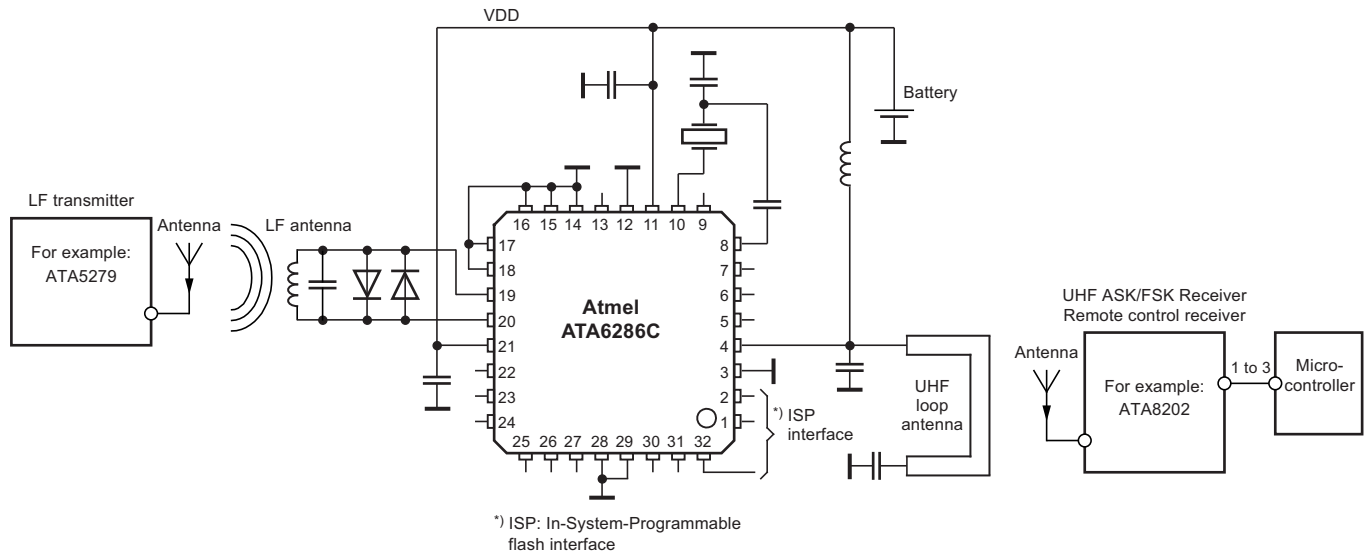 VDD
Battery
LF transmitter
For example:
ATA5279
Antenna
LF antenna
16 15 14 13 12 11 10 9
17
18
19
20
21
22
23
24
8
7
6
5
4
3
2
1
25 26 27 28 29 30 31 32
Atmel
ATA6286C
*) ISP
interface
UHF
loop
antenna
Antenna
UHF ASK/FSK Receiver
Remote control receiver
For example:
ATA8202
1 to 3
Micro-
controller
*) ISP: In-System-Programmable
flash interface